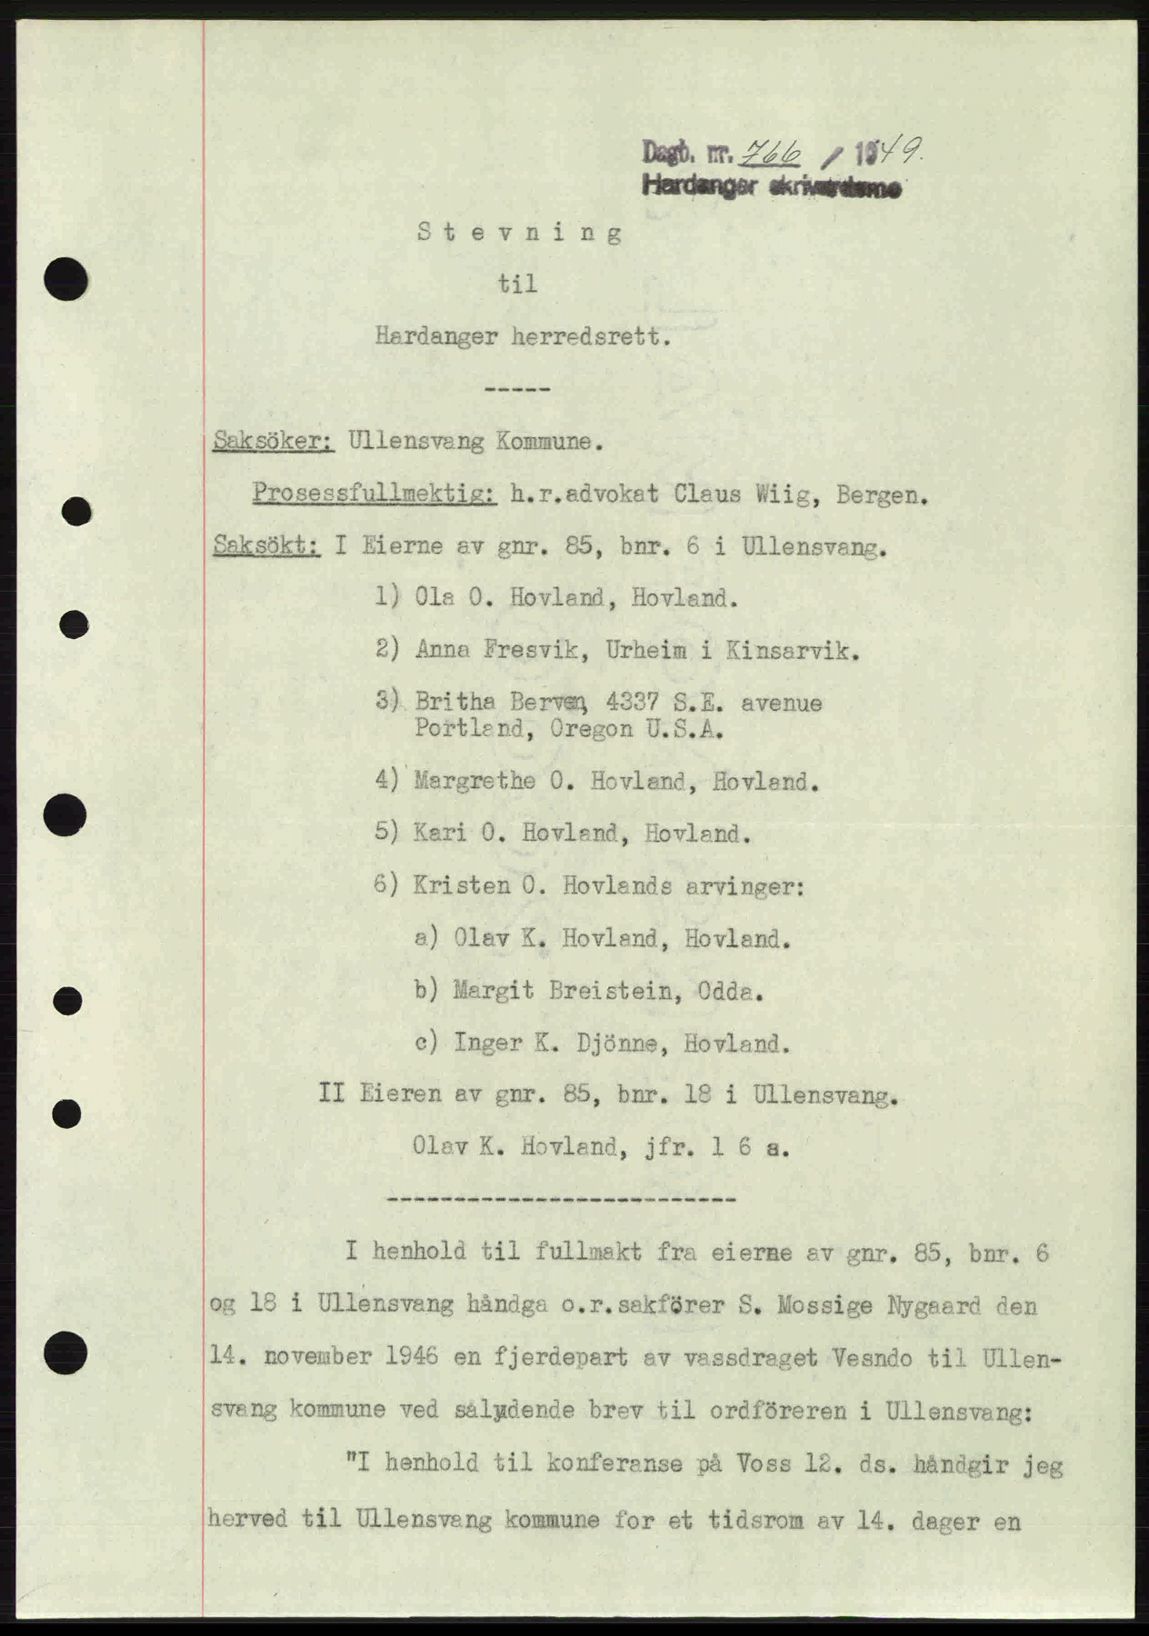 Dagb. nr. 766 / 1949.
Hardanger
S t e v n i n g
til
Hardanger herredsrett.
-----
Saksöker: Ullensvang Kommune.
Prosessfullmektig: h.r.advokat Claus Wiig, Bergen.
Saksökt: I Eierne av gnr. 85, bnr. 6 i Ullensvang.
1) Ola O. Hovland, Hovland.
2) Anna Fresvik, Urheim i Kinsarvik.
3) Britha Berven, 4337 S.E. avenue
Portland, Oregon U.S.A.
4) Margrethe O. Hovland, Hovland.
5) Kari O. Hovland, Hovland.
6) Kristen O. Hovlands arvinger:
a) Olav K. Hovland, Hovland.
b) Margit Breistein, Odda.
c) Inger K. Djönne, Hovland.
II Eieren av gnr. 85, bnr. 18 i Ullensvang.
Olav K. Hovland, jfr. 1 6 a.
--------------------------
I henhold til fullmakt fra eierne av gnr. 85, bnr. 6
og 18 i Ullensvang håndga o.r.sakförer S. Mossige Nygaard den
14. november 1946 en fjerdepart av vassdraget Vesndo til Ullen-
svang kommune ved sålydende brev til ordföreren i Ullensvang:
"I henhold til konferanse på Voss 12. ds. håndgir jeg
herved til Ullensvang kommune for et tidsrom av 14. dager en